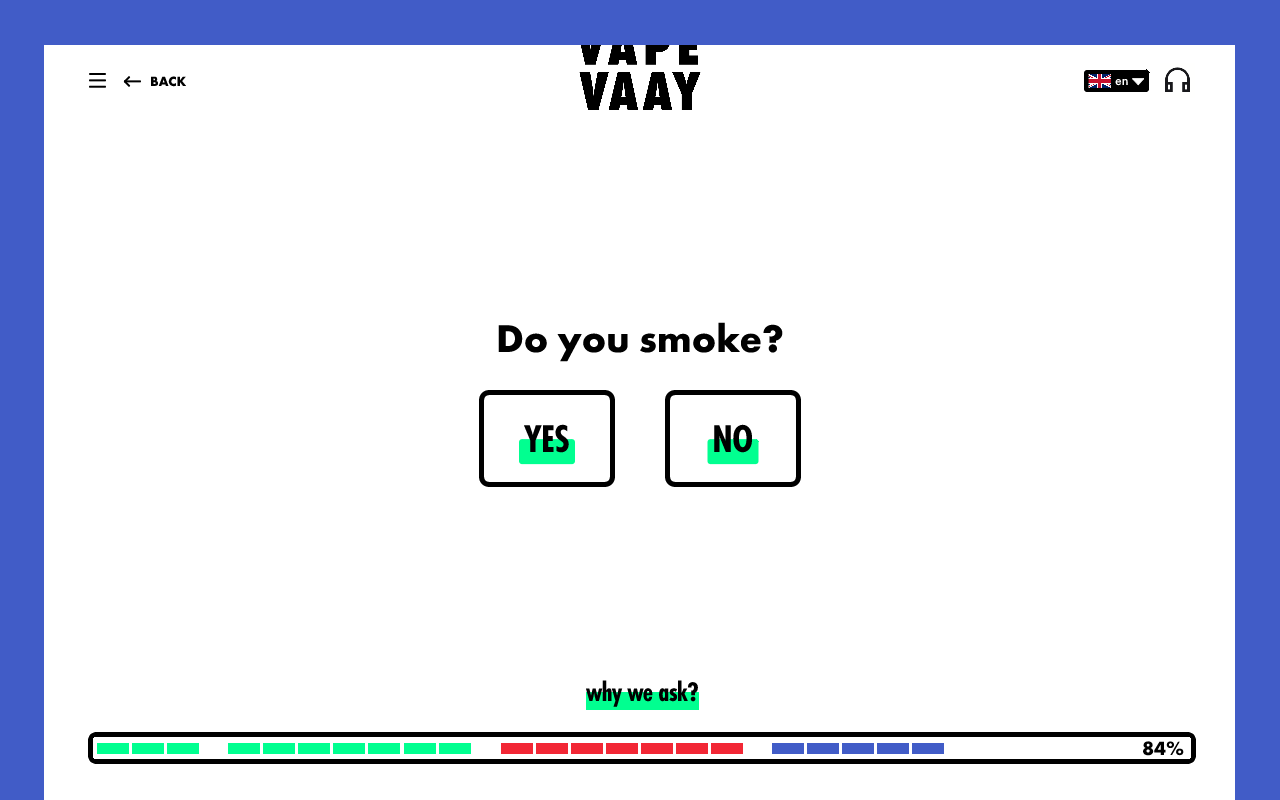 VAPE
VAAY
BACK
en
Do you smoke?
YES
NO
why we ask?
84%